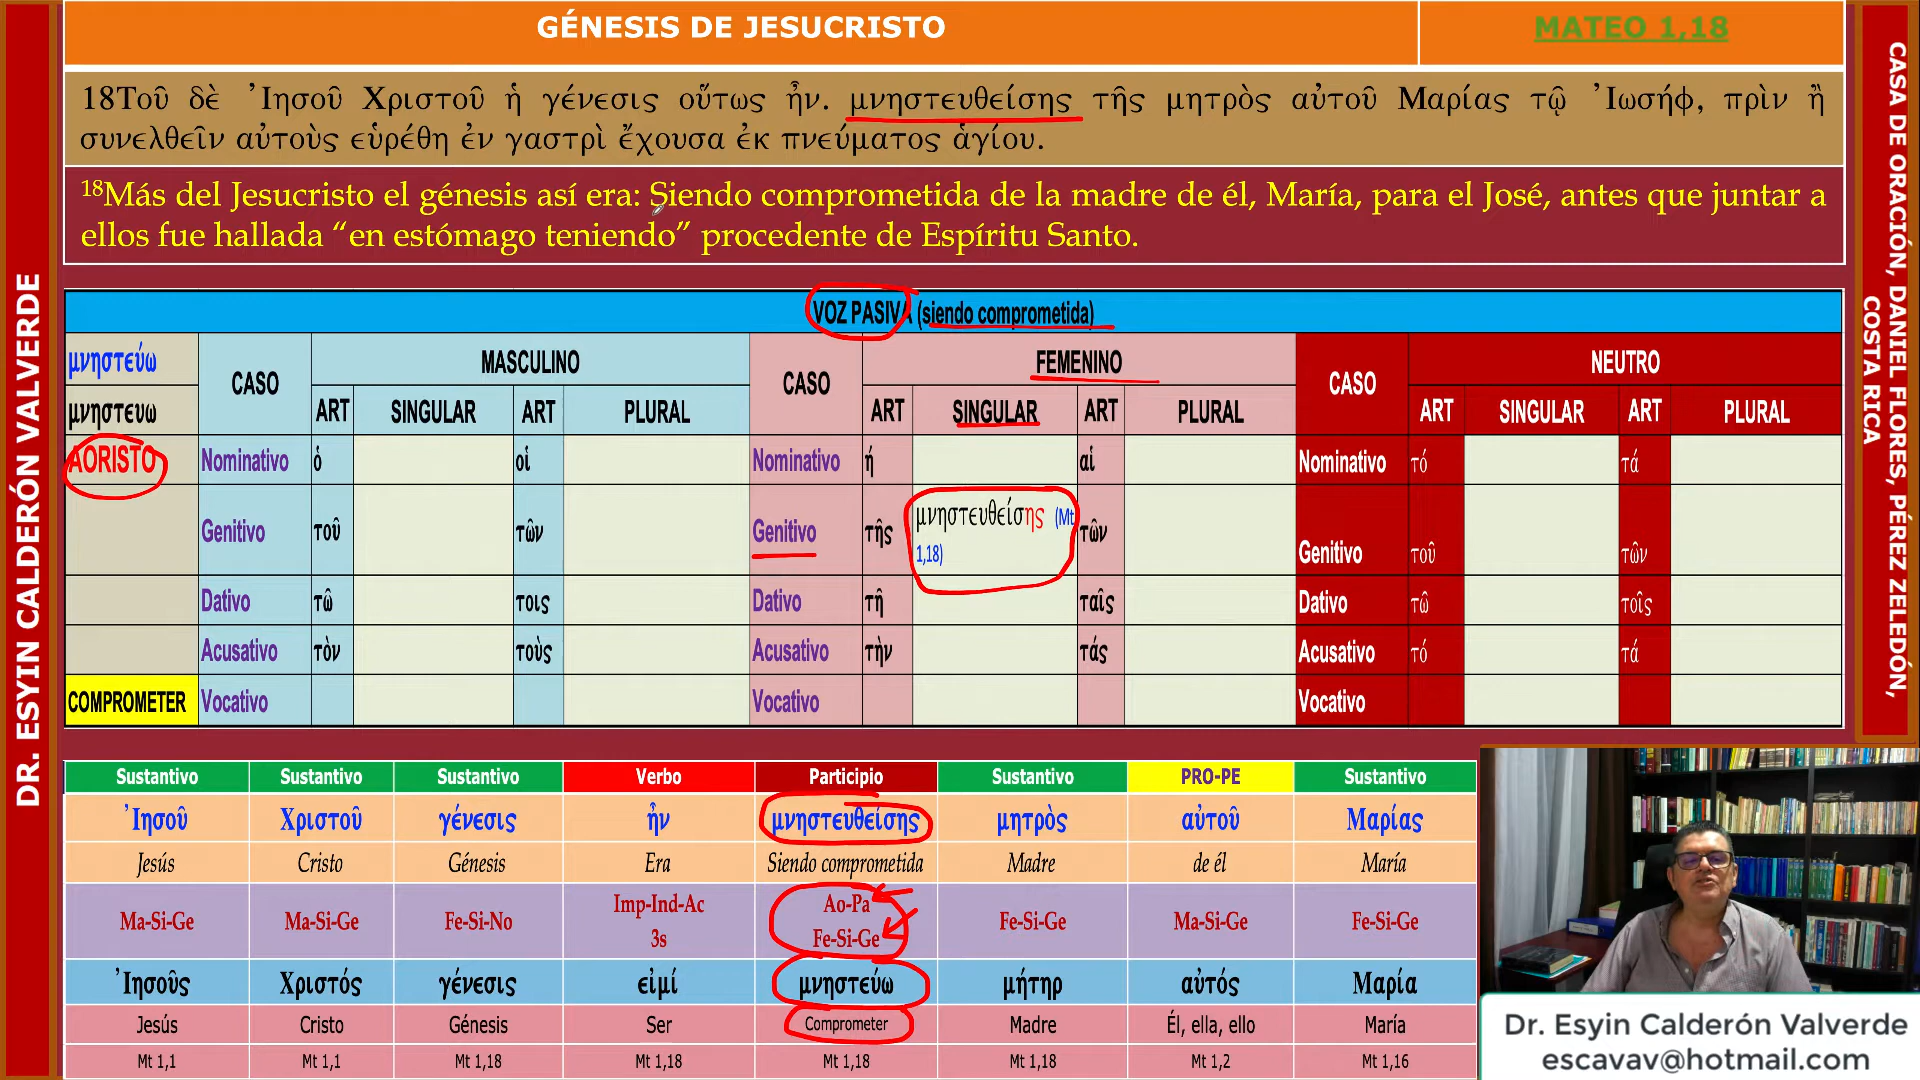 GÉNESIS DE JESUCRISTO
MATEO 1,18
18Τοῦ δὲ Ἰησοῦ Χριστοῦ ἡ γένεσις οὕτως ἦν. μνηστευθείσης τῆς μητρὸς αὐτοῦ Μαρίας τῷ Ἰωσήφ, πρὶν ἢ
συνελθεῖν αὐτοὺς εὑρέθη ἐν γαστρὶ ἔχουσα ἐκ πνεύματος ἁγίου.
18Más del Jesucristo el génesis así era: Siendo comprometida de la madre de él, María, para el José, antes que juntar a
ellos fue hallada “en estómago teniendo” procedente de Espíritu Santo.
DR. ESYIN CALDERÓN VALVERDE
CASA DE ORACIÓN, DANIEL FLORES, PÉREZ ZELEDÓN,
COSTA RICA
VOZ PASIVA (siendo comprometida)
μνηστεύω CASO MASCULINO CASO FEMENINO CASO NEUTRO
μνηστευω ART SINGULAR ART PLURAL ART SINGULAR ART PLURAL ART SINGULAR ART PLURAL
AORISTO Nominativo ὁ οἱ Nominativo ἡ αἱ Nominativo τό τά
Genitivo τοῦ τῶν Genitivo τῆς μνηστευθείσης (Mt 1,18) τῶν Genitivo τοῦ τῶν
Dativo τῶ τοις Dativo τῆ ταῖς Dativo τῶ τοῖς
Acusativo τὸν τοὺς Acusativo τὴν τάς Acusativo τό τά
COMPROMETER Vocativo Vocativo Vocativo
Sustantivo Sustantivo Sustantivo Verbo Participio Sustantivo PRO-PE Sustantivo
Ἰησοῦ Χριστοῦ γένεσις ἦν μνηστευθείσης μητρὸς αὐτοῦ Μαρίας
Jesús Cristo Génesis Era Siendo comprometida Madre de él María
Ma-Si-Ge Ma-Si-Ge Fe-Si-No Imp-Ind-Ac 3s Ao-Pa Fe-Si-Ge Fe-Si-Ge Ma-Si-Ge Fe-Si-Ge
Ἰησοῦς Χριστός γένεσις εἰμί μνηστεύω μήτηρ αὐτός Μαρία
Jesús Cristo Génesis Ser Comprometer Madre Él, ella, ello María
Mt 1,1 Mt 1,1 Mt 1,18 Mt 1,18 Mt 1,18 Mt 1,18 Mt 1,2 Mt 1,16
Dr. Esyin Calderón Valverde
escavav@hotmail.com